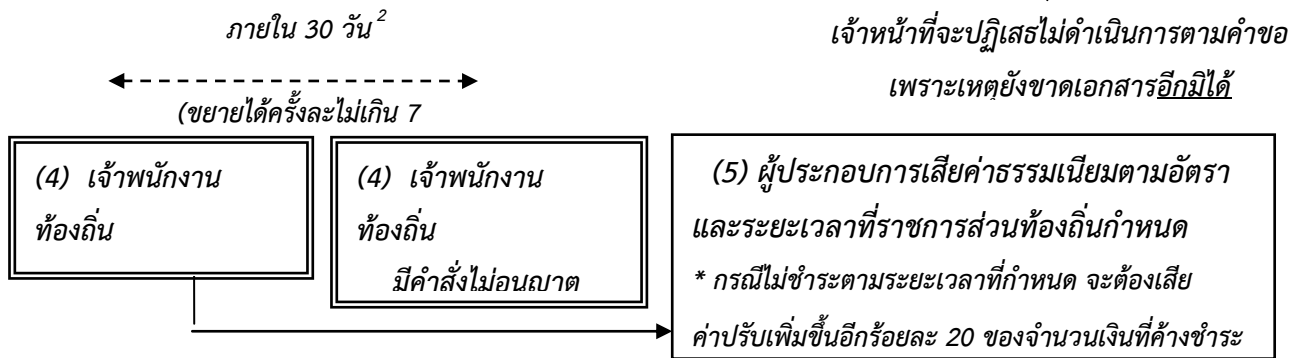 ภายใน 30 วัน 2
เจ้าหน้าที่จะปฏิเสธไม่ดำเนินการตามคำขอ
เพราะเหตุยังขาดเอกสารอีกมิได้
(ขยายได้ครั้งละไม่เกิน 7
(4) เจ้าพนักงาน
ท้องถิ่น
(4) เจ้าพนักงาน
ท้องถิ่น
มีคำสั่งไม่อนุญาต
(5) ผู้ประกอบการเสียค่าธรรมเนียมตามอัตรา
และระยะเวลาที่ราชการส่วนท้องถิ่นกำหนด
* กรณีไม่ชำระตามระยะเวลาที่กำหนด จะต้องเสีย
ค่าปรับเพิ่มขึ้นอีกร้อยละ 20 ของจำนวนเงินที่ค้างชำระ